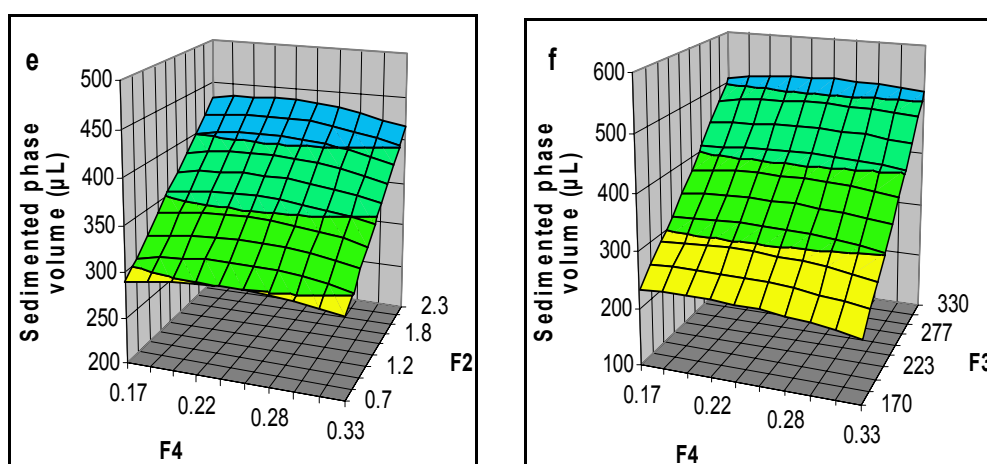 e
Sedimented phase
volume (µL)
500
450
400
350
300
250
200
0.17
0.22
0.28
0.33
F4
0.7
1.2
1.8
2.3
F2
f
Sedimented phase
volume (µL)
600
500
400
300
200
100
0.17
0.22
0.28
0.33
F4
170
223
277
330
F3